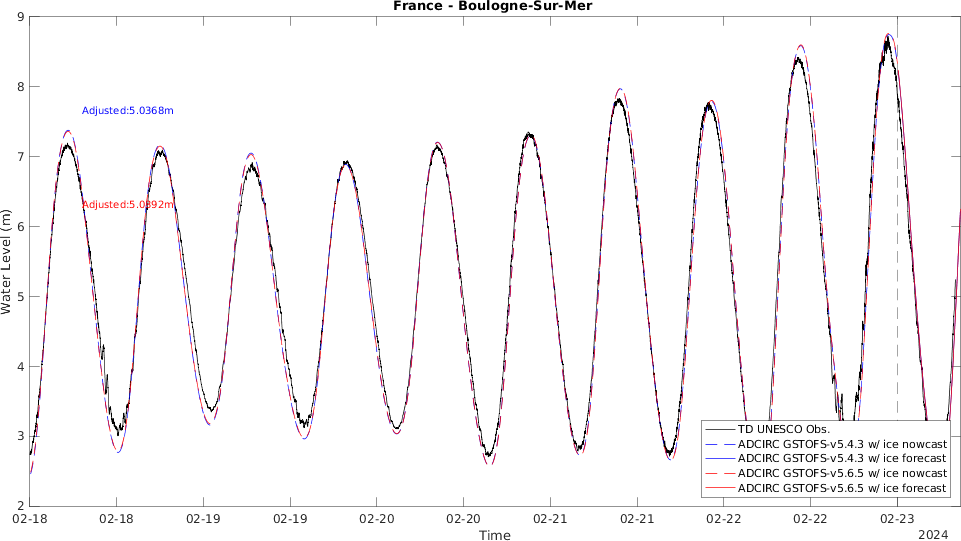 France - Boulogne-Sur-Mer
9
8
Adjusted:5.0368m
7
Adjusted:5.0392m
6
Water Level (m)
5
4
3
TD UNESCO Obs.
ADCIRC GSTOFS-v5.4.3 w/ ice nowcast
ADCIRC GSTOFS-v5.4.3 w/ ice forecast
ADCIRC GSTOFS-v5.6.5 w/ ice nowcast
ADCIRC GSTOFS-v5.6.5 w/ ice forecast
2
02-18 02-18 02-19 02-19 02-20 02-20 02-21 02-21 02-22 02-22 02-23
Time
2024